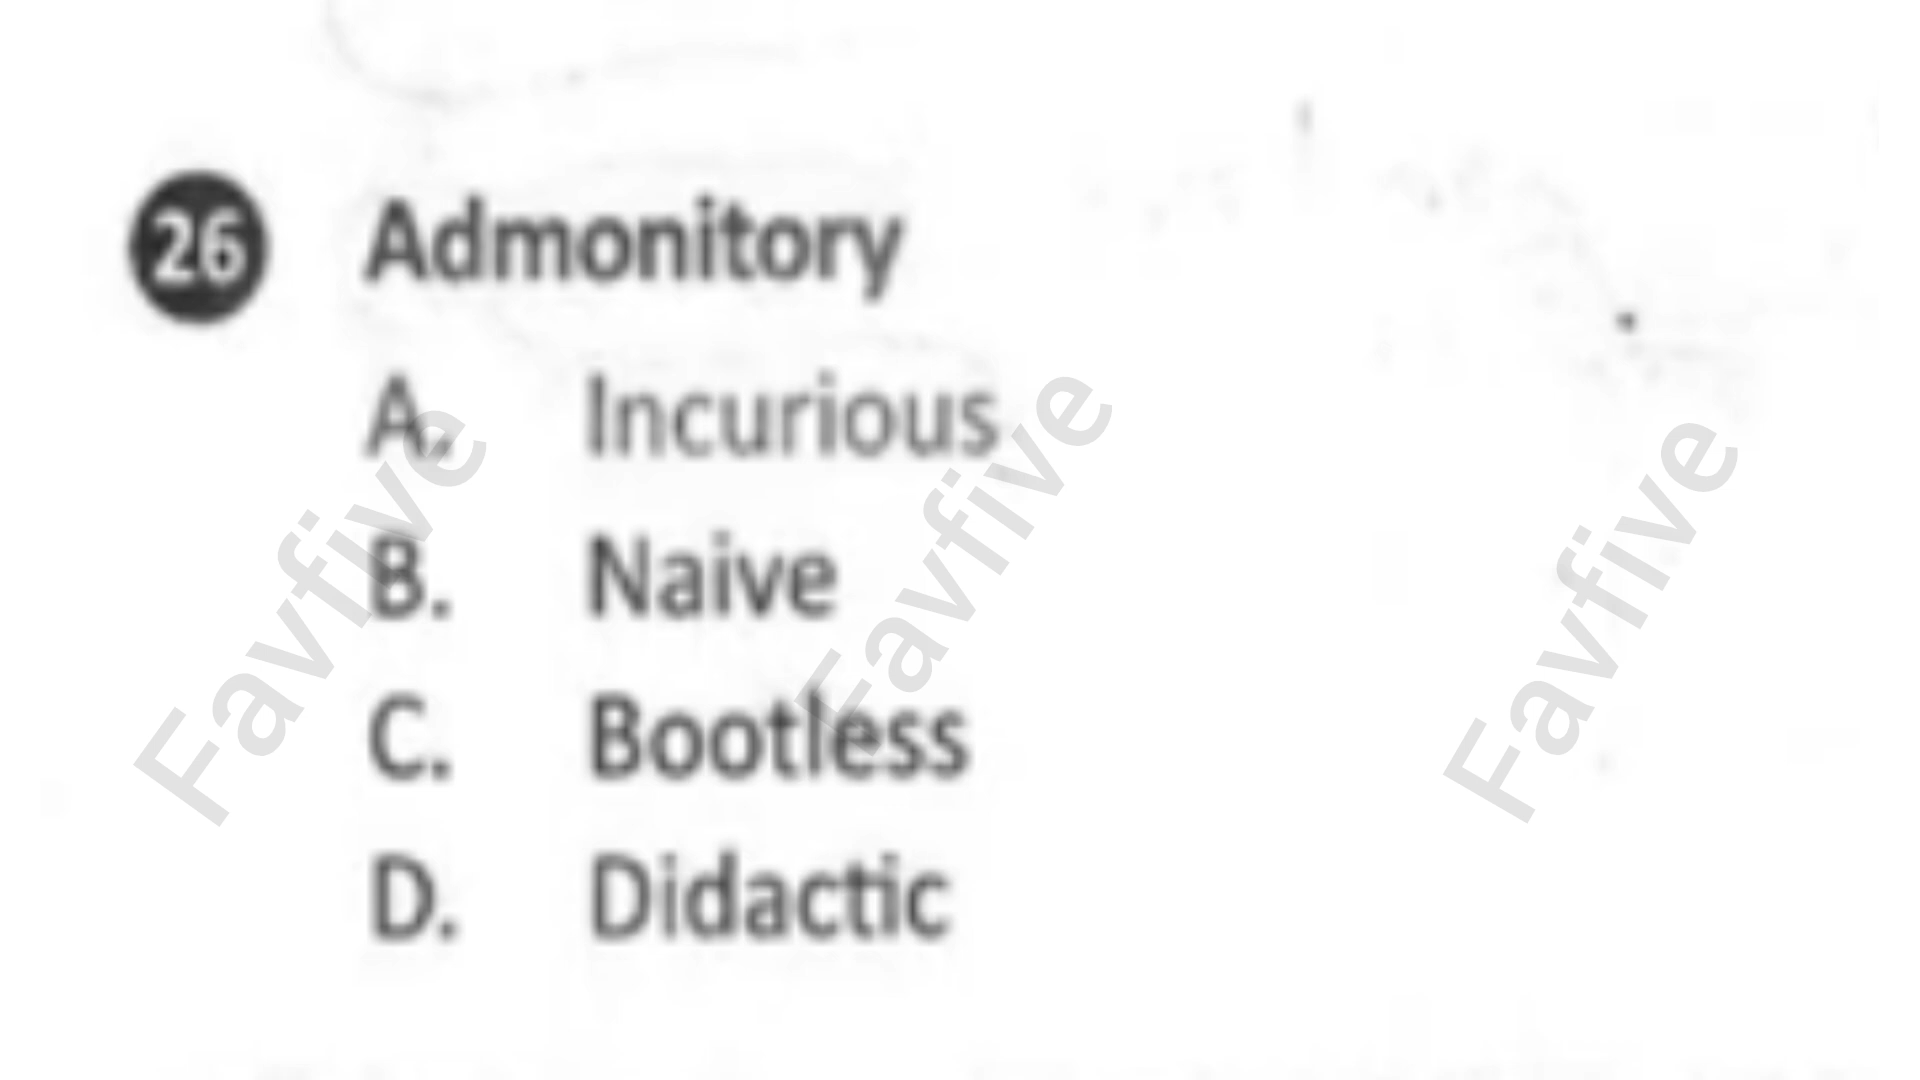 26 Admonitory
A. Incurious
B. Naive
C. Bootless
D. Didactic
Favfive Favfive Favfive